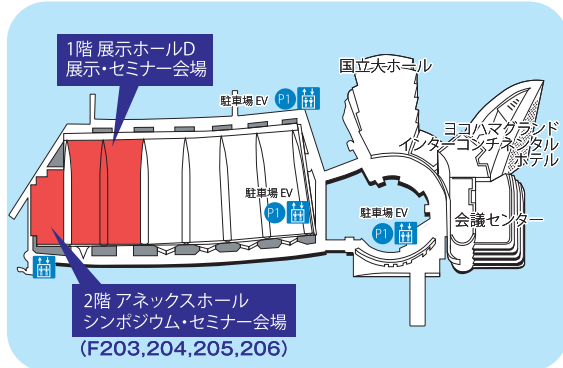 1階 展示ホールD
展示・セミナー会場
国立大ホール
駐車場 EV P1
ヨコハマグランド
インターコンチネンタル
ホテル
駐車場 EV
P1
駐車場 EV
P1
会議センター
2階 アネックスホール
シンポジウム・セミナー会場
(F203,204,205,206)